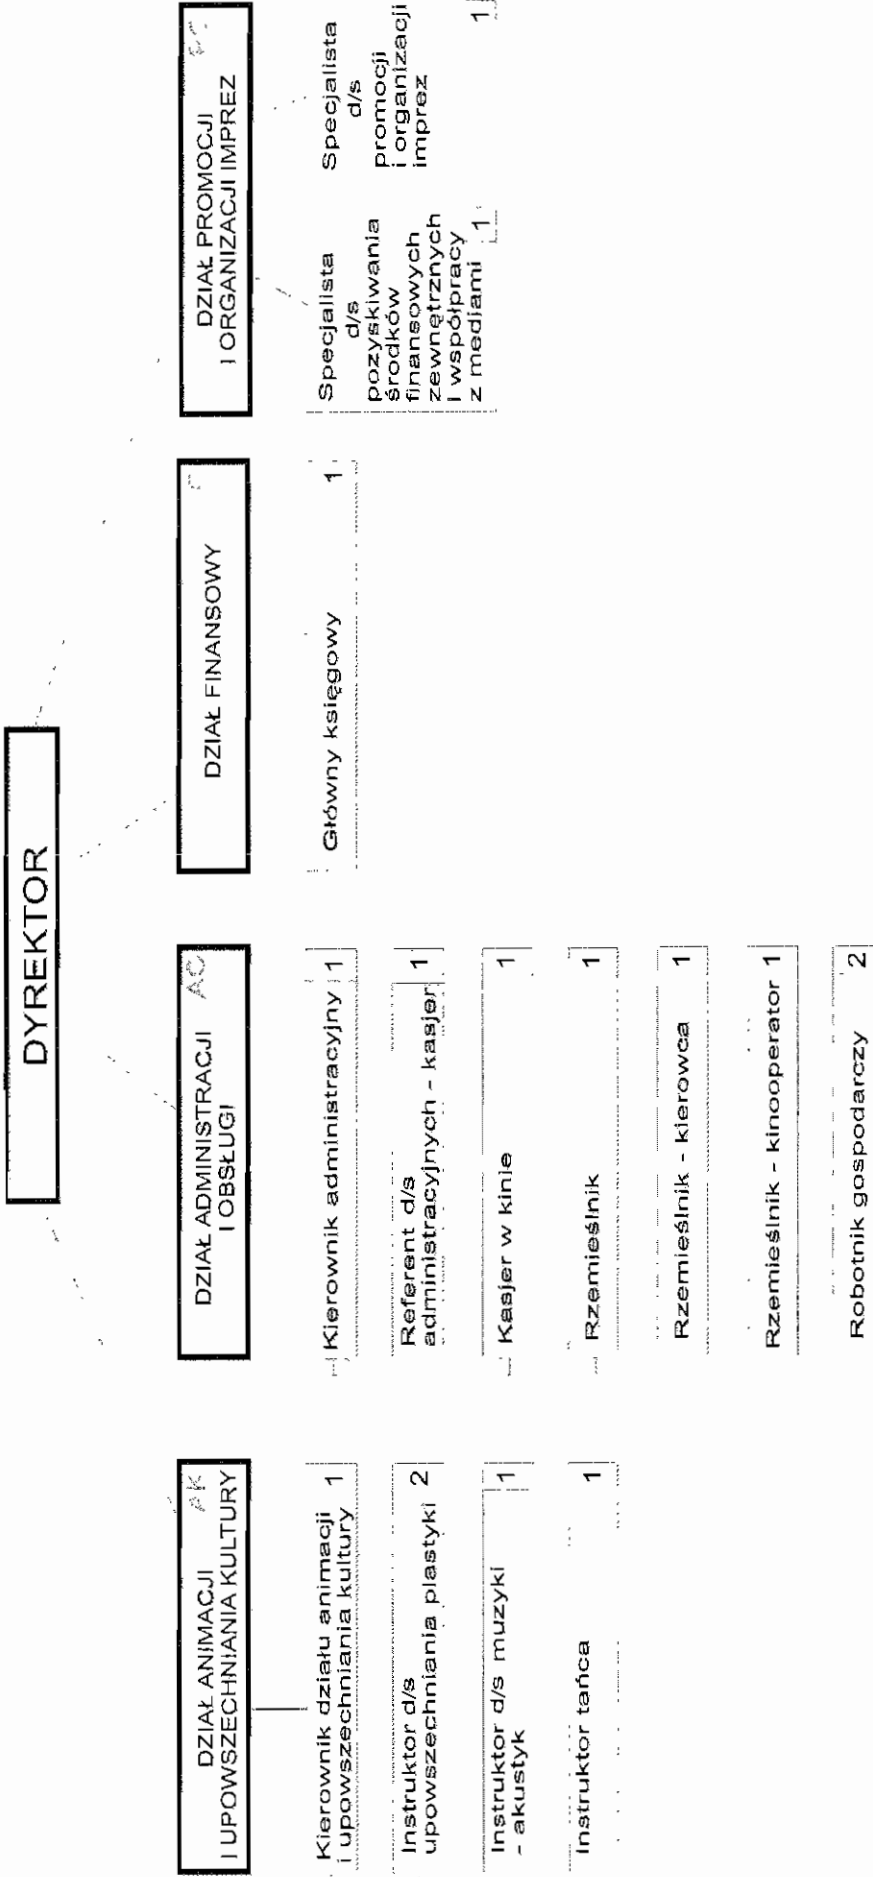 DYREKTOR
DZIAŁ ANIMACJI
I UPOWSZECHNIANIA KULTURY
AK
Kierownik działu animacji
i upowszechniania kultury
1
Instruktor d/s
upowszechniania plastyki
2
Instruktor d/s muzyki
- akustyk
1
Instruktor tańca
1
DZIAŁ ADMINISTRACJI
I OBSŁUGI
AO
Kierownik administracyjny
1
Referent d/s
administracyjnych - kasjer
1
Kasjer w kinie
1
Rzemieślnik
1
Rzemieślnik - kierowca
1
Rzemieślnik - kinooperator
1
Robotnik gospodarczy
2
DZIAŁ FINANSOWY
F
Główny księgowy
1
DZIAŁ PROMOCJI
I ORGANIZACJI IMPREZ
Specjalista
d/s
pozyskiwania
środków
finansowych
zewnętrznych
i współpracy
z mediami
1
Specjalista
d/s
promocji
i organizacji
imprez
1